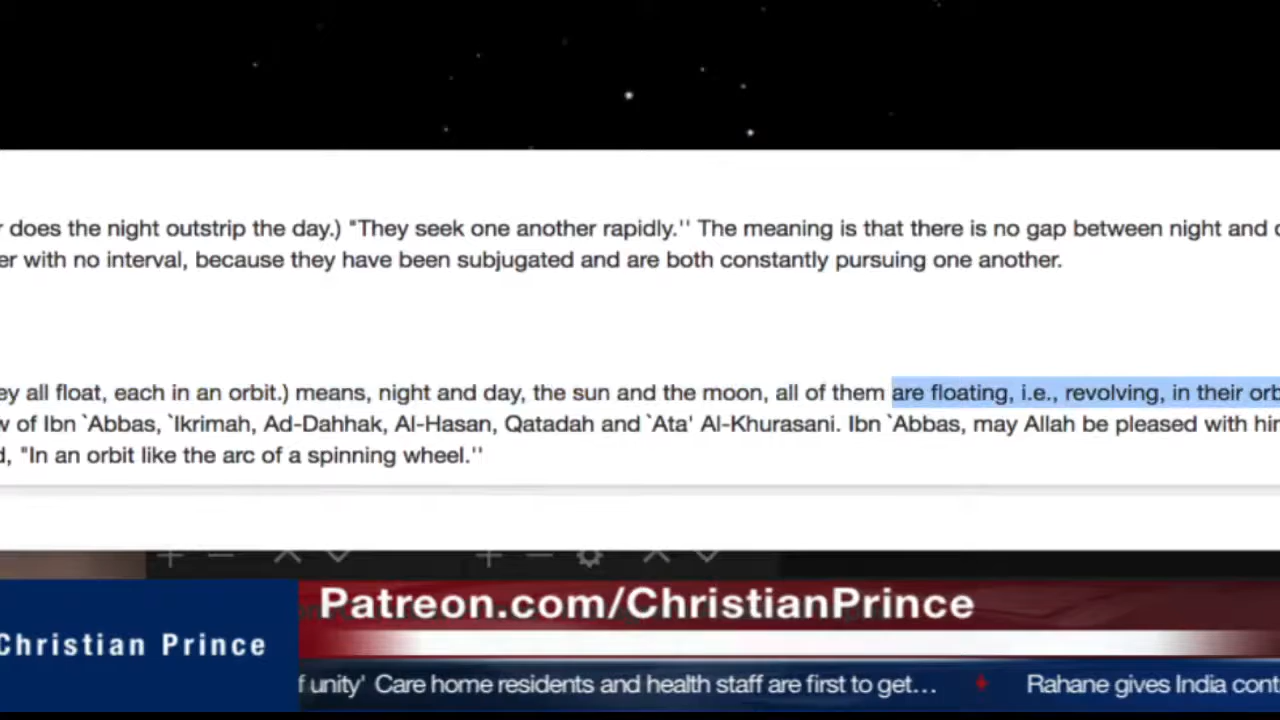 does the night outstrip the day.) "They seek one another rapidly.'' The meaning is that there is no gap between night and
with no interval, because they have been subjugated and are both constantly pursuing one another.
all float, each in an orbit.) means, night and day, the sun and the moon, all of them are floating, i.e., revolving, in their
of Ibn `Abbas, `Ikrimah, Ad-Dahhak, Al-Hasan, Qatadah and `Ata' Al-Khurasani. Ibn `Abbas, may Allah be pleased with
"In an orbit like the arc of a spinning wheel.''
Patreon.com/ChristianPrince
Christian Prince
unity' Care home residents and health staff are first to get… Rahane gives India